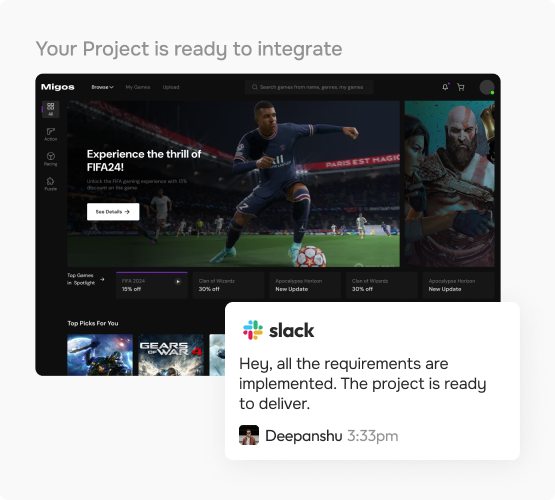 Your Project is ready to integrate
Migos
Browse
My Games
Upload
Search games from name, genres, my games
All
Action
Racing
Puzzle
Experience the thrill of
FIFA24!
Unlock the FIFA gaming experience with 10%
discount on the game
See Details
PARIS EST MAGIC
Top Games
in Spotlight
FIFA 2024
15% off
Clan of Wizards
30% off
Apocalypse Horizon
New Update
Clan of Wizards
30% off
Apocalypse Horizon
New Update
Top Picks For You
GEARS
OF WAR 4
slack
Hey, all the requirements are
implemented. The project is ready
to deliver.
Deepanshu 3:33pm